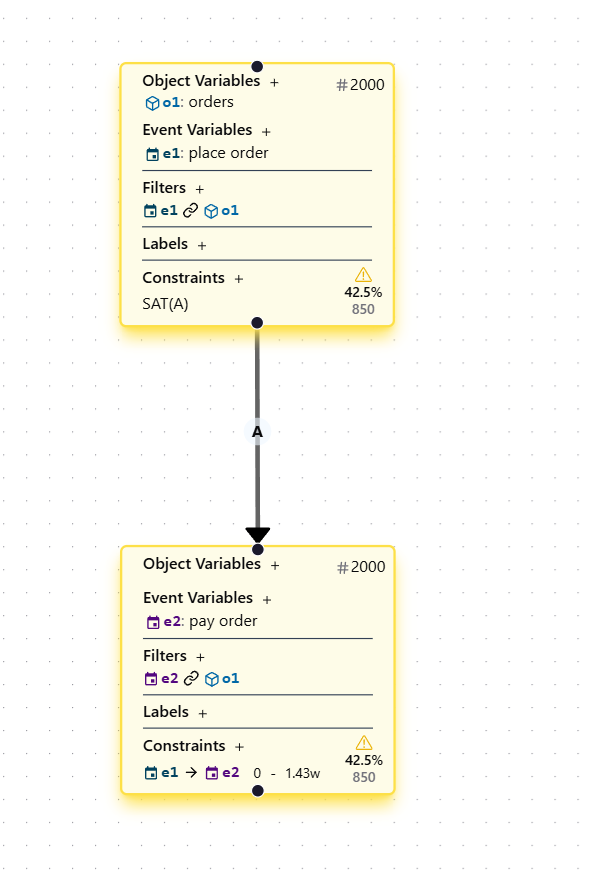 Object Variables + #2000
o1: orders
Event Variables +
e1: place order
Filters +
e1 o1
Labels +
Constraints +
SAT(A)
42.5%
850
A
Object Variables + #2000
Event Variables +
e2: pay order
Filters +
e2 o1
Labels +
Constraints +
e1 → e2 0 - 1.43w
42.5%
850